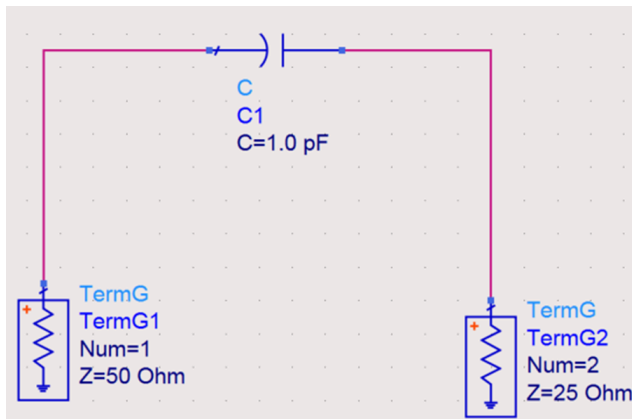 C
C1
C=1.0 pF
TermG
TermG1
Num=1
Z=50 Ohm
TermG
TermG2
Num=2
Z=25 Ohm